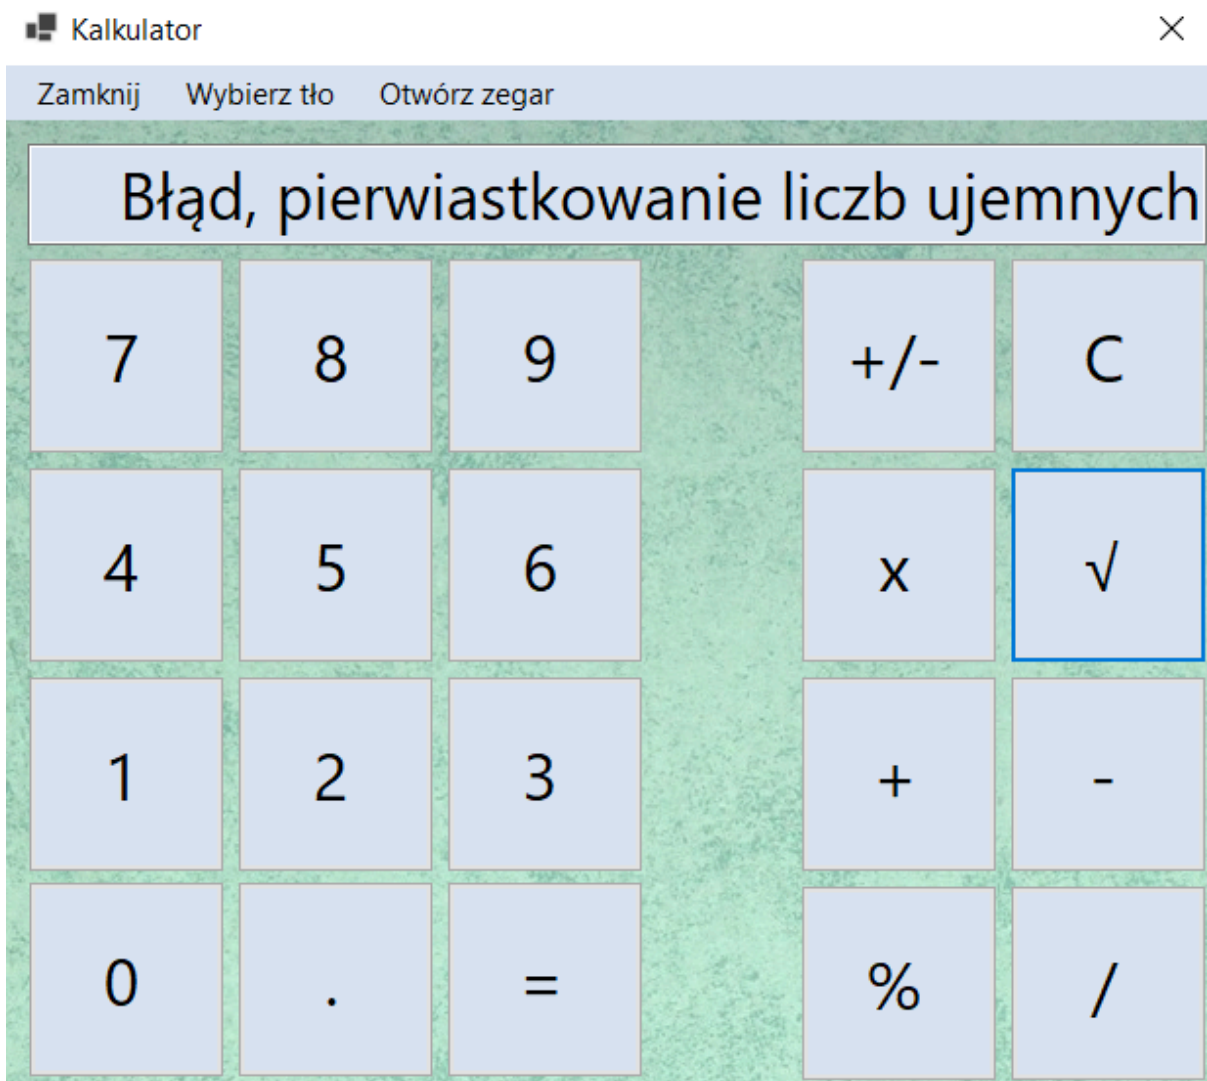 Kalkulator
Zamknij Wybierz tło Otwórz zegar
Błąd, pierwiastkowanie liczb ujemnych
7 8 9 +/- C
4 5 6 x √
1 2 3 + -
0 . = % /